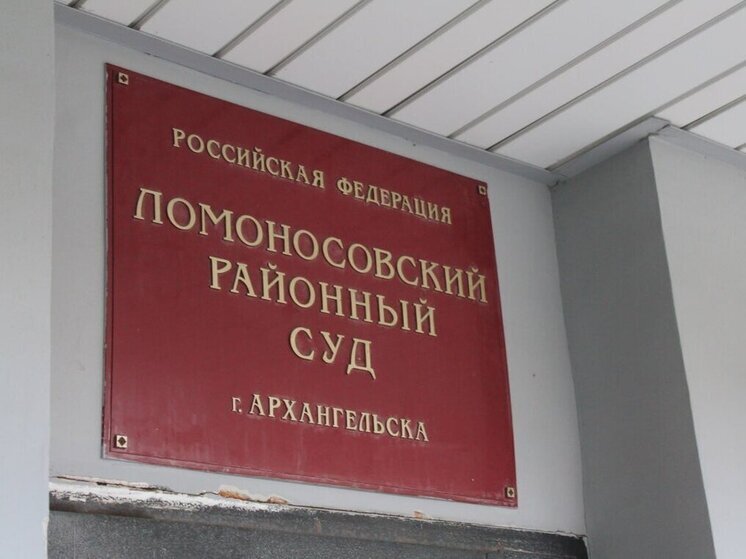 РОССИЙСКАЯ ФЕДЕРАЦИЯ
ЛОМОНОСОВСКИЙ
РАЙОННЫЙ
СУД
г. АРХАНГЕЛЬСКА